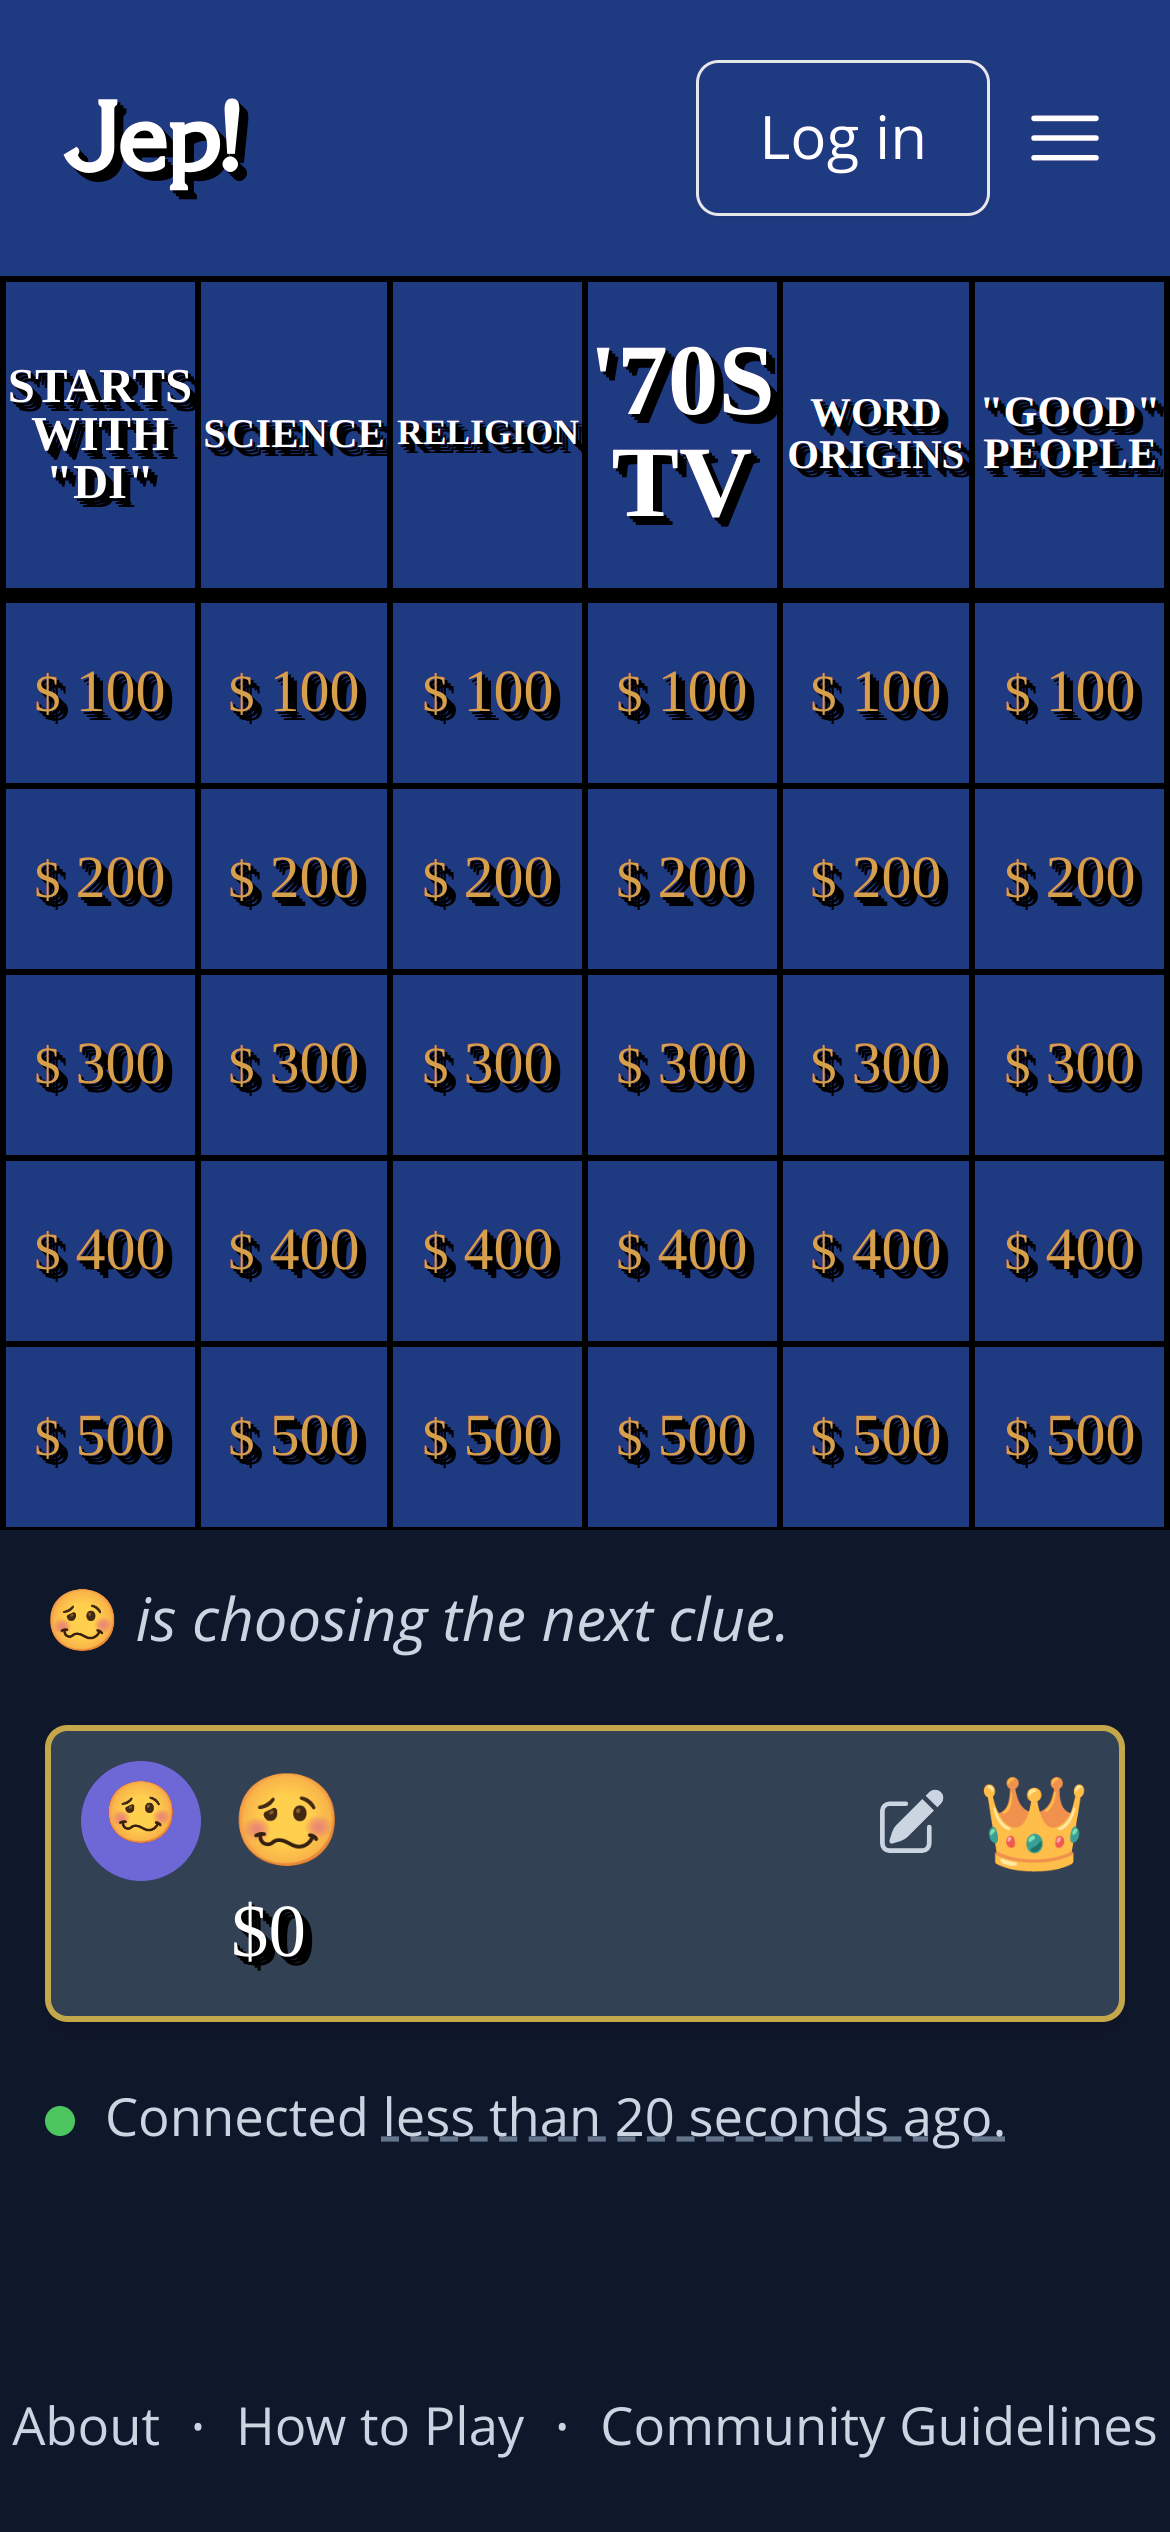 Jep!
Log in
STARTS WITH "DI"
SCIENCE
RELIGION
'70S TV
WORD ORIGINS
"GOOD" PEOPLE
$ 100 $ 100 $ 100 $ 100 $ 100 $ 100
$ 200 $ 200 $ 200 $ 200 $ 200 $ 200
$ 300 $ 300 $ 300 $ 300 $ 300 $ 300
$ 400 $ 400 $ 400 $ 400 $ 400 $ 400
$ 500 $ 500 $ 500 $ 500 $ 500 $ 500
🥴 is choosing the next clue.
$0
Connected less than 20 seconds ago.
About · How to Play · Community Guidelines